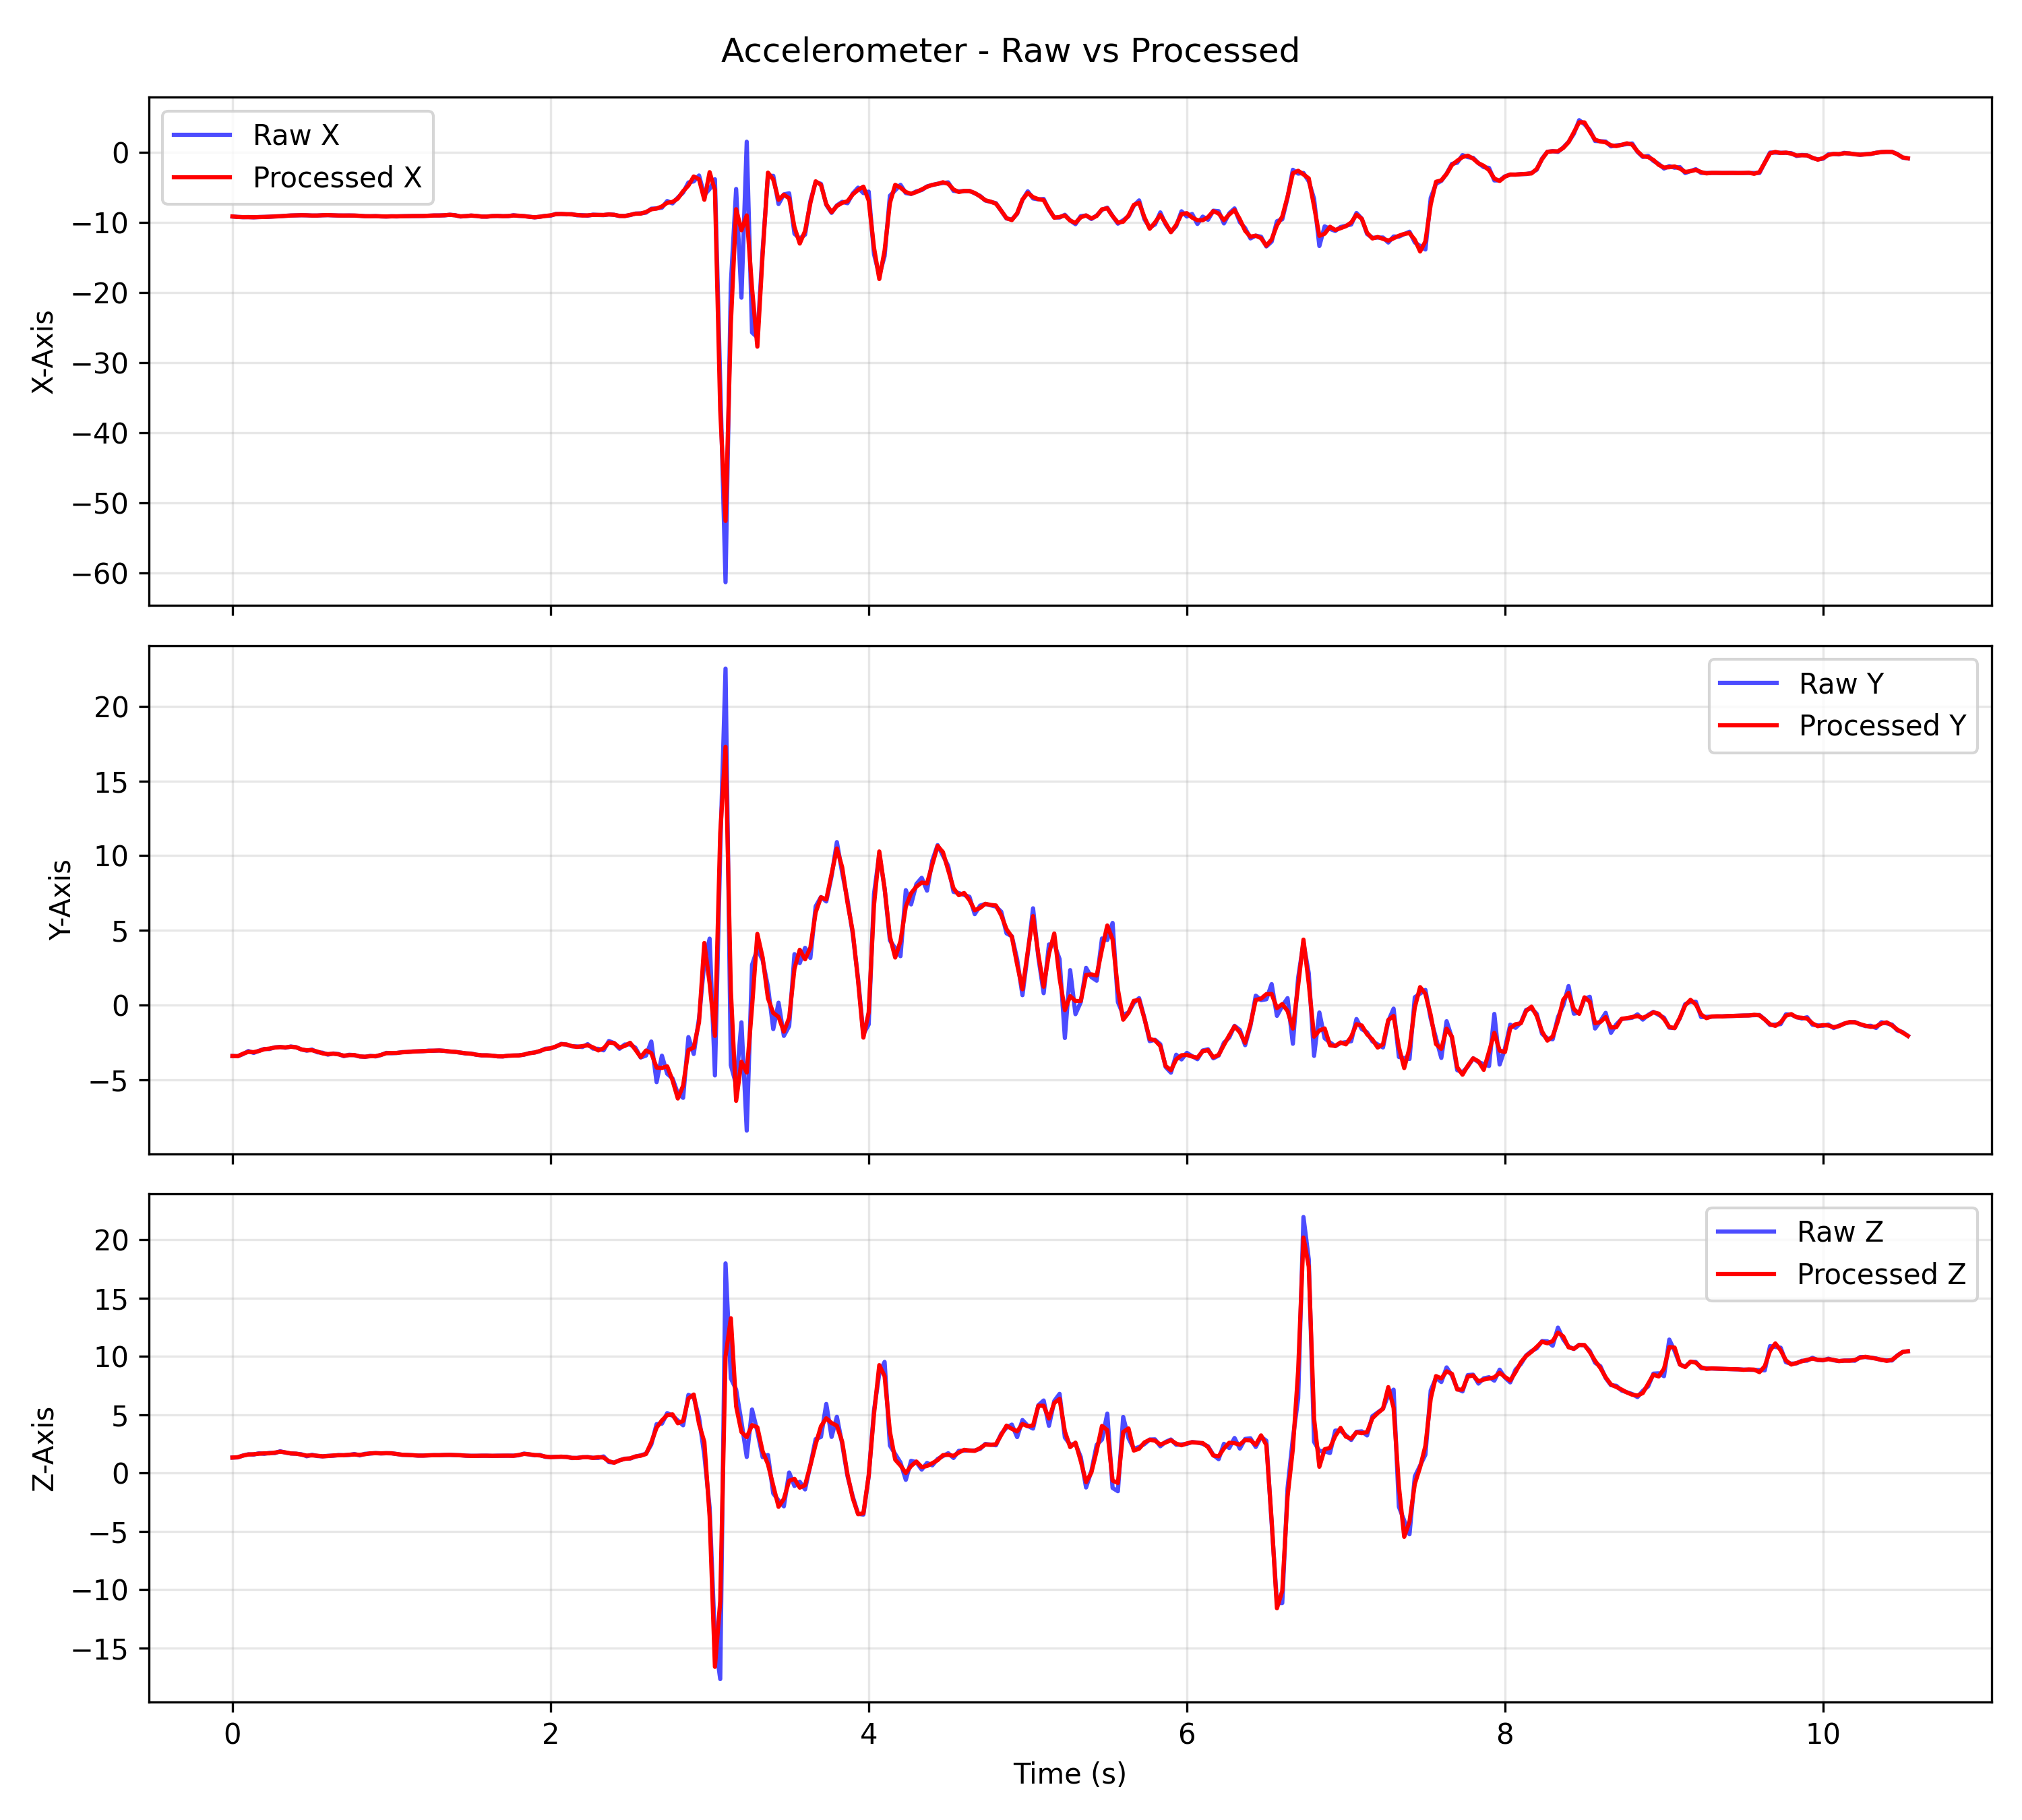 Accelerometer - Raw vs Processed
Raw X
Processed X
0
−10
−20
−30
−40
−50
−60
X-Axis
Raw Y
Processed Y
20
15
10
5
0
−5
Y-Axis
Raw Z
Processed Z
20
15
10
5
0
−5
−10
−15
Z-Axis
0 2 4 6 8 10
Time (s)